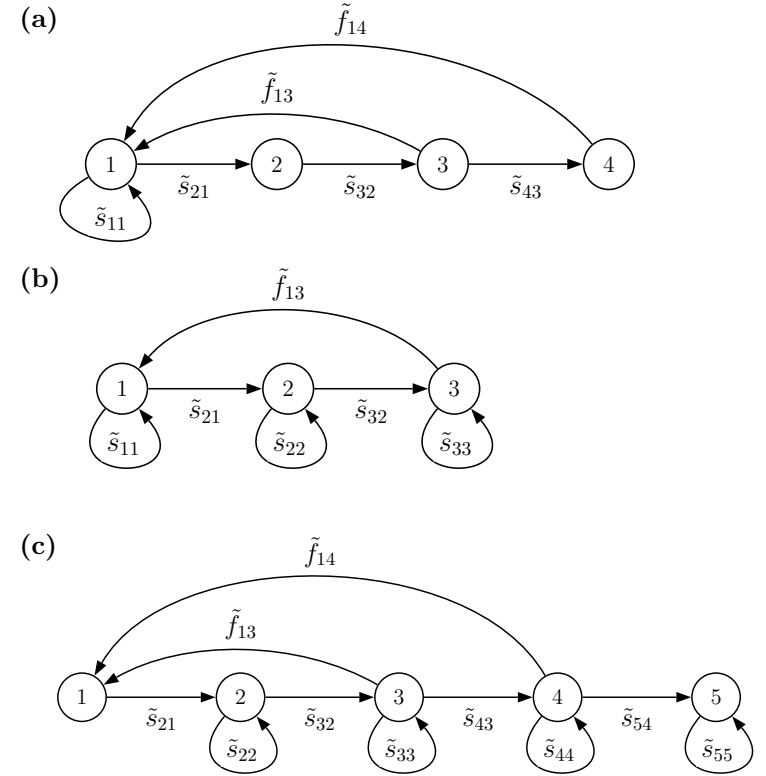 (a)
f̃₁₄
f̃₁₃
1 2 3 4
s̃₂₁ s̃₃₂ s̃₄₃
s̃₁₁
(b)
f̃₁₃
1 2 3
s̃₂₁ s̃₃₂
s̃₁₁ s̃₂₂ s̃₃₃
(c)
f̃₁₄
f̃₁₃
1 2 3 4 5
s̃₂₁ s̃₃₂ s̃₄₃ s̃₅₄
s̃₂₂ s̃₃₃ s̃₄₄ s̃₅₅